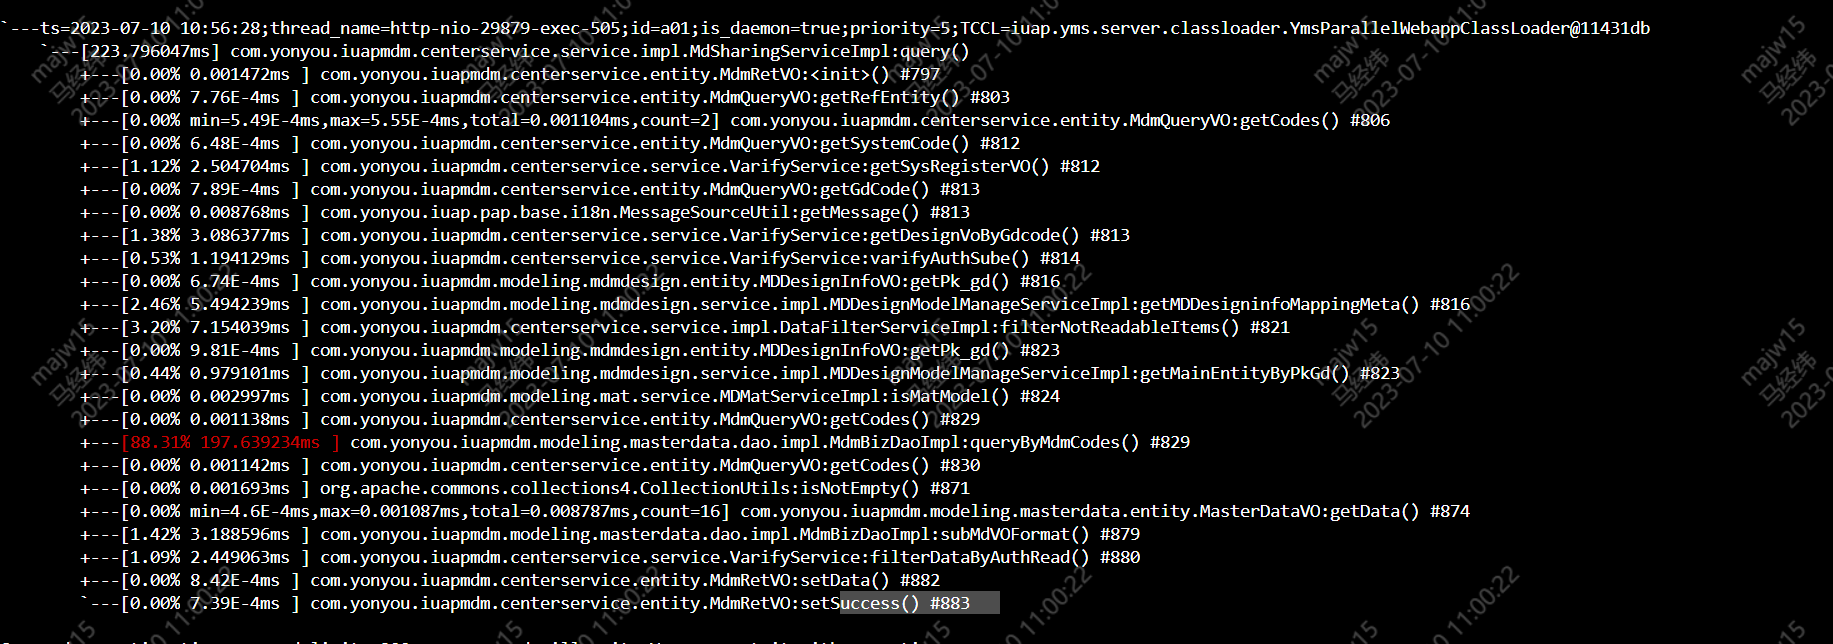 `---ts=2023-07-10 10:56:28;thread_name=http-nio-29879-exec-505;id=a01;is_daemon=true;priority=5;TCCL=iuap.yms.server.classloader.YmsParallelWebappClassLoader@11431db
`---[223.796047ms] com.yonyou.iuapmdm.centerservice.service.impl.MdSharingServiceImpl:query()
+---[0.00% 0.001472ms ] com.yonyou.iuapmdm.centerservice.entity.MdmRetVO:<init>() #797
+---[0.00% 7.76E-4ms ] com.yonyou.iuapmdm.centerservice.entity.MdmQueryVO:getRefEntity() #803
+---[0.00% min=5.49E-4ms,max=5.55E-4ms,total=0.001104ms,count=2] com.yonyou.iuapmdm.centerservice.entity.MdmQueryVO:getCodes() #806
+---[0.00% 6.48E-4ms ] com.yonyou.iuapmdm.centerservice.entity.MdmQueryVO:getSystemCode() #812
+---[1.12% 2.504704ms ] com.yonyou.iuapmdm.centerservice.service.VarifyService:getSysRegisterVO() #812
+---[0.00% 7.89E-4ms ] com.yonyou.iuapmdm.centerservice.entity.MdmQueryVO:getGdCode() #813
+---[0.00% 0.008768ms ] com.yonyou.iuap.pap.base.i18n.MessageSourceUtil:getMessage() #813
+---[1.38% 3.086377ms ] com.yonyou.iuapmdm.centerservice.service.VarifyService:getDesignVoByGdcode() #813
+---[0.53% 1.194129ms ] com.yonyou.iuapmdm.centerservice.service.VarifyService:varifyAuthSube() #814
+---[0.00% 6.74E-4ms ] com.yonyou.iuapmdm.modeling.mdmdesign.entity.MDDesignInfoVO:getPk_gd() #816
+---[2.46% 5.494239ms ] com.yonyou.iuapmdm.modeling.mdmdesign.service.impl.MDDesignModelManageServiceImpl:getMDDesigninfoMappingMeta() #816
+---[3.20% 7.154039ms ] com.yonyou.iuapmdm.centerservice.service.impl.DataFilterServiceImpl:filterNotReadableItems() #821
+---[0.00% 9.81E-4ms ] com.yonyou.iuapmdm.modeling.mdmdesign.entity.MDDesignInfoVO:getPk_gd() #823
+---[0.44% 0.979101ms ] com.yonyou.iuapmdm.modeling.mdmdesign.service.impl.MDDesignModelManageServiceImpl:getMainEntityByPkGd() #823
+---[0.00% 0.002997ms ] com.yonyou.iuapmdm.modeling.mat.service.MDMatServiceImpl:isMatModel() #824
+---[0.00% 0.001138ms ] com.yonyou.iuapmdm.centerservice.entity.MdmQueryVO:getCodes() #829
+---[88.31% 197.639234ms ] com.yonyou.iuapmdm.modeling.masterdata.dao.impl.MdmBizDaoImpl:queryByMdmCodes() #829
+---[0.00% 0.001142ms ] com.yonyou.iuapmdm.centerservice.entity.MdmQueryVO:getCodes() #830
+---[0.00% 0.001693ms ] org.apache.commons.collections4.CollectionUtils:isNotEmpty() #871
+---[0.00% min=4.6E-4ms,max=0.001087ms,total=0.008787ms,count=16] com.yonyou.iuapmdm.modeling.masterdata.entity.MasterDataVO:getData() #874
+---[1.42% 3.188596ms ] com.yonyou.iuapmdm.modeling.masterdata.dao.impl.MdmBizDaoImpl:subMdVOFormat() #879
+---[1.09% 2.449063ms ] com.yonyou.iuapmdm.centerservice.service.VarifyService:filterDataByAuthRead() #880
+---[0.00% 8.42E-4ms ] com.yonyou.iuapmdm.centerservice.entity.MdmRetVO:setData() #882
`---[0.00% 7.39E-4ms ] com.yonyou.iuapmdm.centerservice.entity.MdmRetVO:setSuccess() #883
majw15
马经纬
2023-07-10 11:00:22